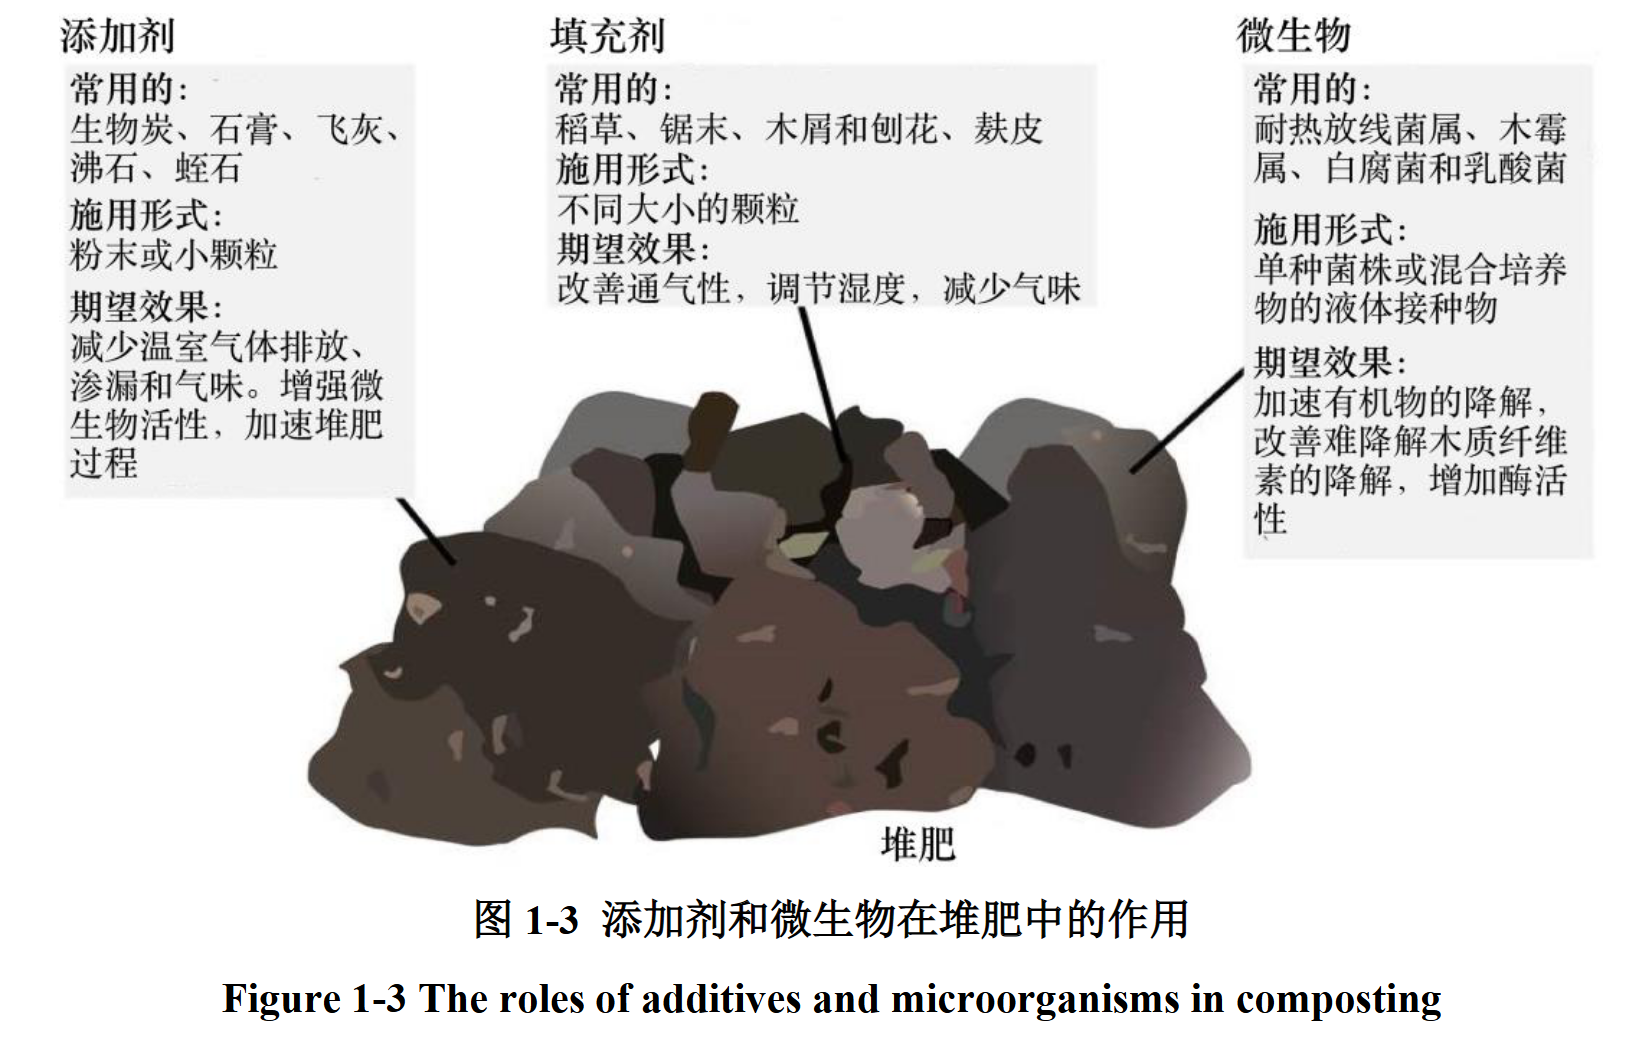 添加剂
常用的：
生物炭、石膏、飞灰、
沸石、蛭石
施用形式：
粉末或小颗粒
期望效果：
减少温室气体排放、
渗漏和气味。增强微
生物活性，加速堆肥
过程
填充剂
常用的：
稻草、锯末、木屑和刨花、麸皮
施用形式：
不同大小的颗粒
期望效果：
改善通气性，调节湿度，减少气味
微生物
常用的：
耐热放线菌属、木霉
属、白腐菌和乳酸菌
施用形式：
单种菌株或混合培养
物的液体接种物
期望效果：
加速有机物的降解，
改善难降解木质纤维
素的降解，增加酶活
性
堆肥
图 1-3 添加剂和微生物在堆肥中的作用
Figure 1-3 The roles of additives and microorganisms in composting